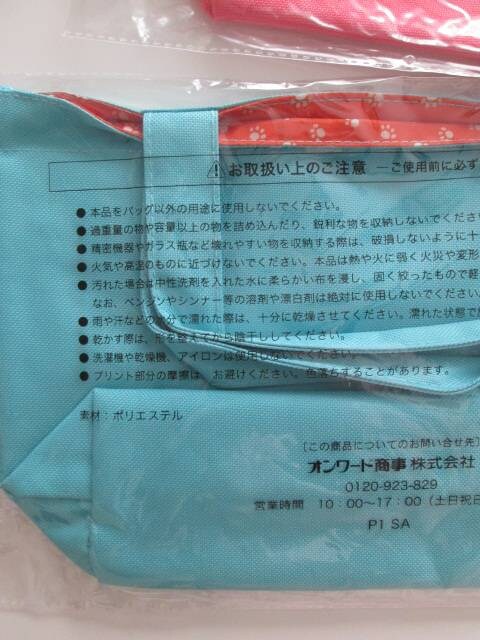 ⚠お取扱い上のご注意 ―ご使用前に必ず
●本品をバッグ以外の用途に使用しないでください。
●過重量の物や容量以上の物を詰め込んだり、鋭利な物を収納しないでくださ
●精密機器やガラス瓶など壊れやすい物を収納する際は、破損しないように十
●火気や高温のものに近づけないでください。本品は熱や火に弱く火災や変形
●汚れた場合は中性洗剤を入れた水に柔らかい布を浸し、固く絞ったもので軽
なお、ベンジンやシンナー等の溶剤や漂白剤は絶対に使用しないでください。
●雨や汗などの水分で濡れた際は、十分に乾燥させてください。濡れた状態で
●乾かす際は、形を整えてから陰干ししてください。
●洗濯機や乾燥機、アイロンは使用しないでください。
●プリント部分の摩擦は、お避けください。色落ちすることがあります。
素材：ポリエステル
［この商品についてのお問い合せ先］
オンワード商事 株式会社
0120-923-829
営業時間 10：00〜17：00（土日祝日
P1 SA